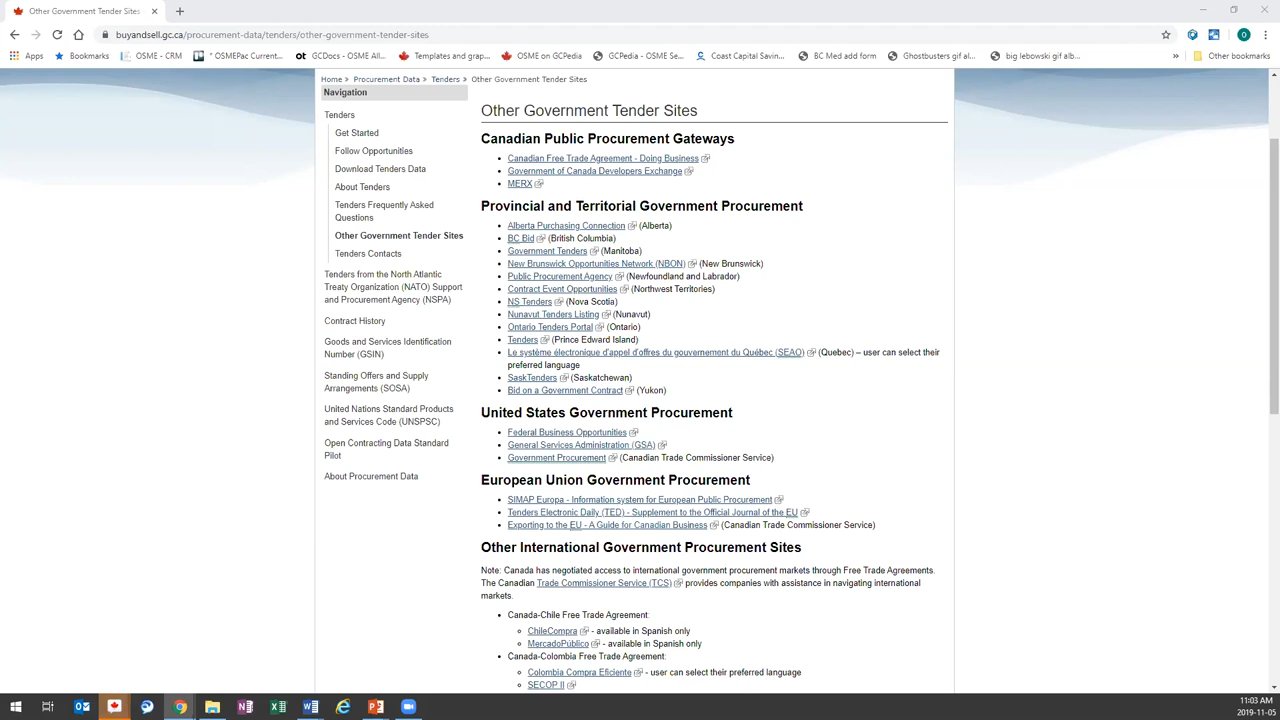 Other Government Tender Sites
buyandsell.gc.ca/procurement-data/tenders/other-government-tender-sites
Apps Bookmarks OSME - CRM * OSMEPac Current... GCDocs - OSME All... Templates and grap... OSME on GCPedia GCPedia - OSME Se... Coast Capital Savin... BC Med add form Ghostbusters gif al... big lebowski gif alb... » Other bookmarks
Home » Procurement Data » Tenders » Other Government Tender Sites
Navigation
Tenders
Get Started
Follow Opportunities
Download Tenders Data
About Tenders
Tenders Frequently Asked
Questions
Other Government Tender Sites
Tenders Contacts
Tenders from the North Atlantic
Treaty Organization (NATO) Support
and Procurement Agency (NSPA)
Contract History
Goods and Services Identification
Number (GSIN)
Standing Offers and Supply
Arrangements (SOSA)
United Nations Standard Products
and Services Code (UNSPSC)
Open Contracting Data Standard
Pilot
About Procurement Data
Other Government Tender Sites
Canadian Public Procurement Gateways
• Canadian Free Trade Agreement - Doing Business
• Government of Canada Developers Exchange
• MERX
Provincial and Territorial Government Procurement
• Alberta Purchasing Connection (Alberta)
• BC Bid (British Columbia)
• Government Tenders (Manitoba)
• New Brunswick Opportunities Network (NBON) (New Brunswick)
• Public Procurement Agency (Newfoundland and Labrador)
• Contract Event Opportunities (Northwest Territories)
• NS Tenders (Nova Scotia)
• Nunavut Tenders Listing (Nunavut)
• Ontario Tenders Portal (Ontario)
• Tenders (Prince Edward Island)
• Le système électronique d'appel d'offres du gouvernement du Québec (SEAO) (Quebec) – user can select their
preferred language
• SaskTenders (Saskatchewan)
• Bid on a Government Contract (Yukon)
United States Government Procurement
• Federal Business Opportunities
• General Services Administration (GSA)
• Government Procurement (Canadian Trade Commissioner Service)
European Union Government Procurement
• SIMAP Europa - Information system for European Public Procurement
• Tenders Electronic Daily (TED) - Supplement to the Official Journal of the EU
• Exporting to the EU - A Guide for Canadian Business (Canadian Trade Commissioner Service)
Other International Government Procurement Sites
Note: Canada has negotiated access to international government procurement markets through Free Trade Agreements.
The Canadian Trade Commissioner Service (TCS) provides companies with assistance in navigating international
markets.
• Canada-Chile Free Trade Agreement:
ChileCompra - available in Spanish only
MercadoPúblico - available in Spanish only
• Canada-Colombia Free Trade Agreement:
Colombia Compra Eficiente - user can select their preferred language
SECOP II
11:03 AM
2019-11-05